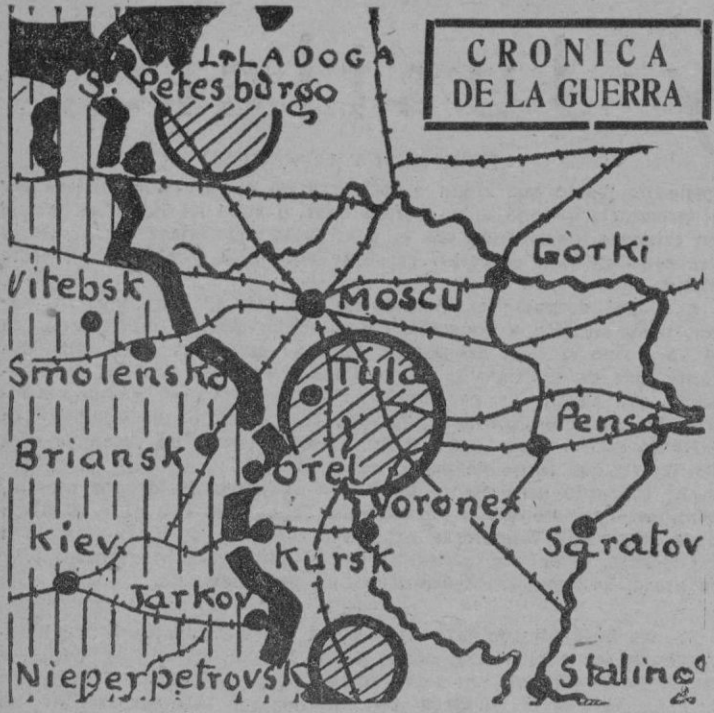 CRONICA
DE LA GUERRA
L. LADOGA
S. Petesburgo
Gorki
Vitebsk
MOSCU
Smolensko
Tula
Pensa
Briansk
Orel
Voronex
Kiev
Kursk
Saratov
Jarkov
Nieperpetrovsk
Stalingº